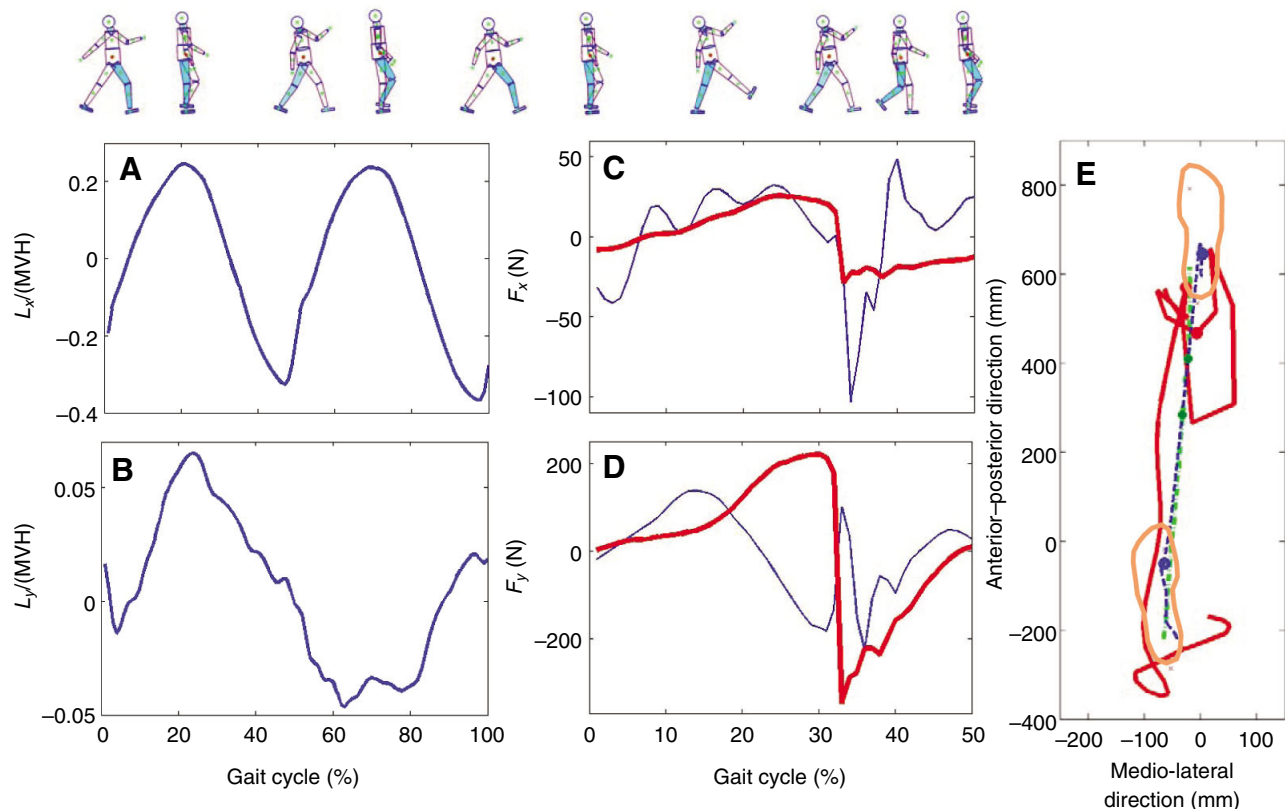 A
0.2
0
−0.2
−0.4
Lx/(MVH)
B
0.05
0
−0.05
Ly/(MVH)
0 20 40 60 80 100
Gait cycle (%)
C
50
0
−50
−100
Fx (N)
D
200
0
−200
Fy (N)
0 10 20 30 40 50
Gait cycle (%)
E
800
600
400
200
0
−200
−400
Anterior–posterior direction (mm)
−200 −100 0 100
Medio-lateral
direction (mm)